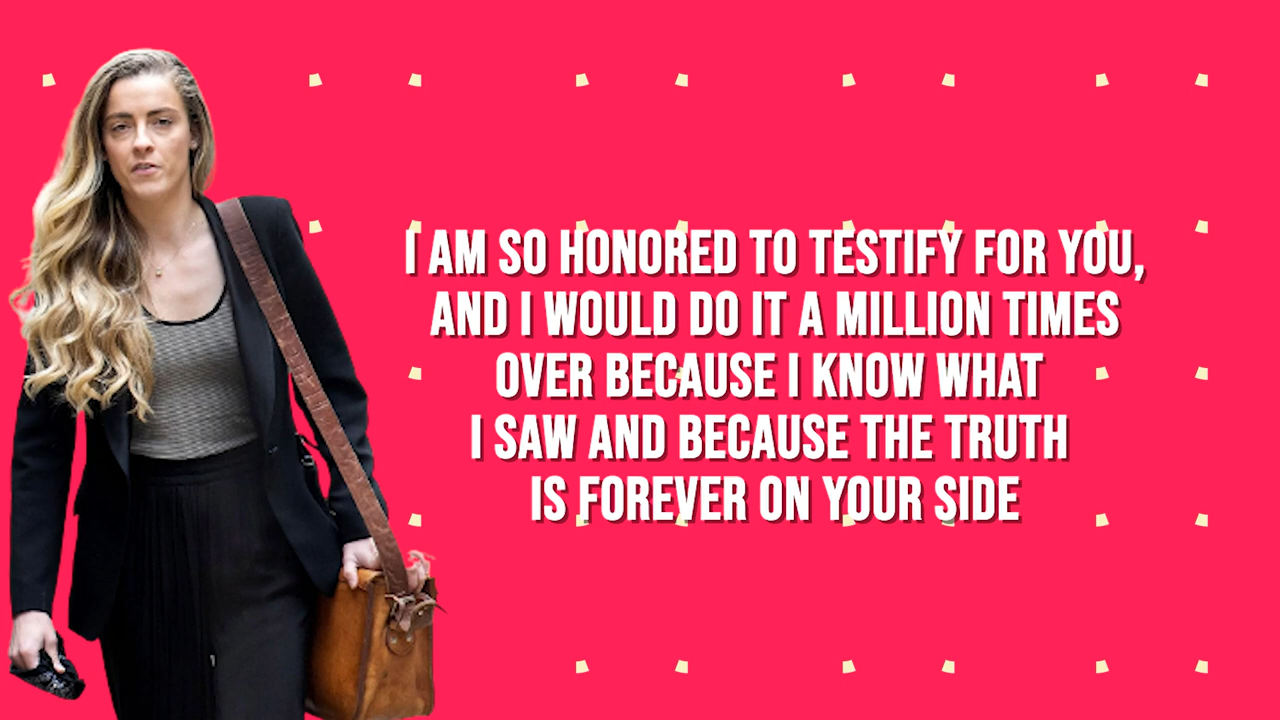 I AM SO HONORED TO TESTIFY FOR YOU,
AND I WOULD DO IT A MILLION TIMES
OVER BECAUSE I KNOW WHAT
I SAW AND BECAUSE THE TRUTH
IS FOREVER ON YOUR SIDE